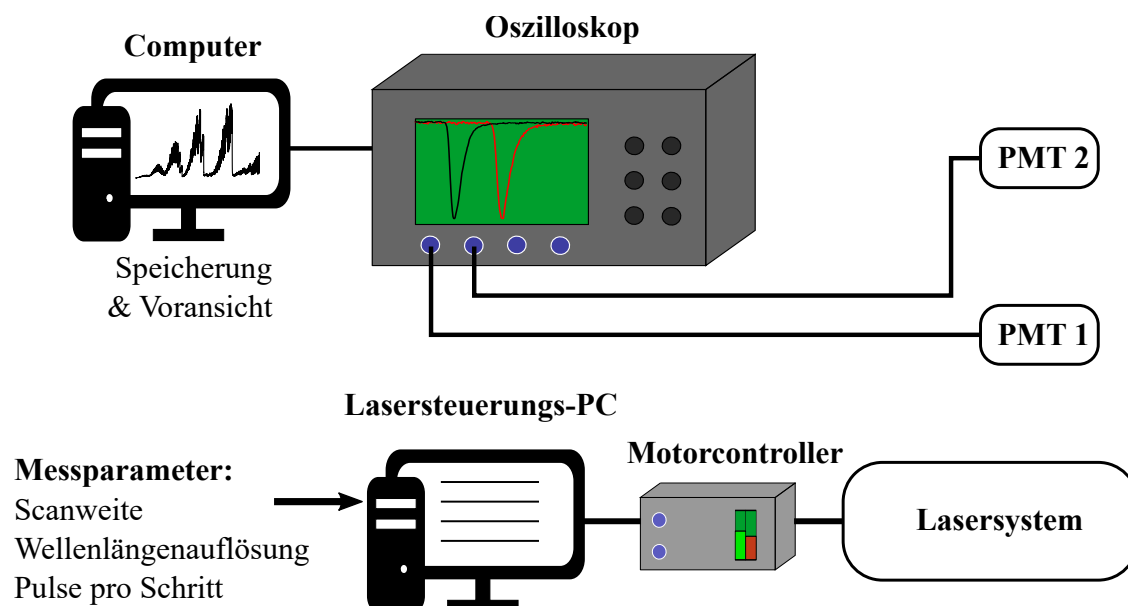 Computer
Oszilloskop
PMT 2
Speicherung
& Voransicht
PMT 1
Lasersteuerungs-PC
Messparameter:
Scanweite
Wellenlängenauflösung
Pulse pro Schritt
Motorcontroller
Lasersystem